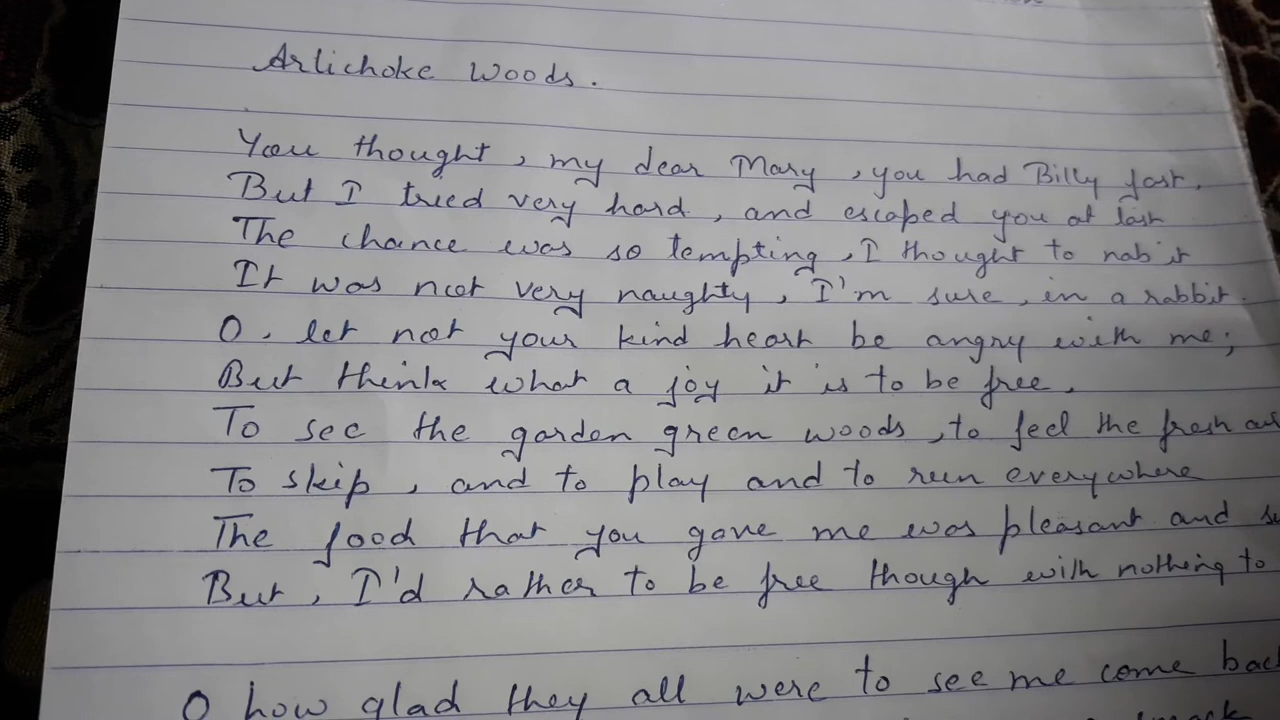 Artichoke Woods.
You thought, my dear Mary, you had Billy fast,
But I tried very hard, and escaped you at last
The chance was so tempting, I thought to nab it
It was not very naughty, I'm sure, in a rabbit.
O. let not your kind heart be angry with me;
But think what a joy it is to be free,
To see the garden green woods, to feel the fresh
To skip, and to play and to run everywhere
The food that you gave me was pleasant and
But, I'd rather to be free though with nothing to
O how glad they all were to see me come back